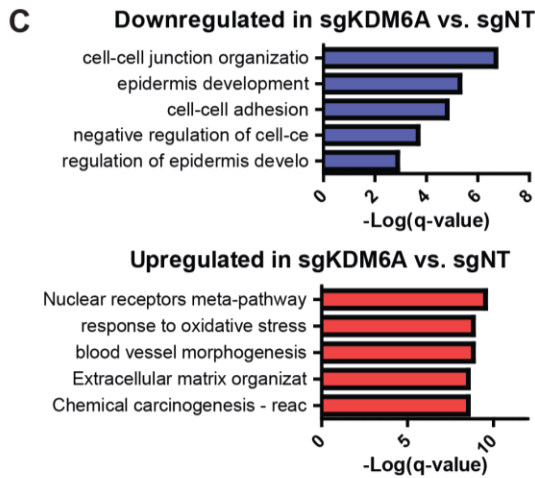 C
Downregulated in sgKDM6A vs. sgNT
cell-cell junction organizatio
epidermis development
cell-cell adhesion
negative regulation of cell-ce
regulation of epidermis develo
0 2 4 6 8
-Log(q-value)
Upregulated in sgKDM6A vs. sgNT
Nuclear receptors meta-pathway
response to oxidative stress
blood vessel morphogenesis
Extracellular matrix organizat
Chemical carcinogenesis - reac
0 5 10
-Log(q-value)